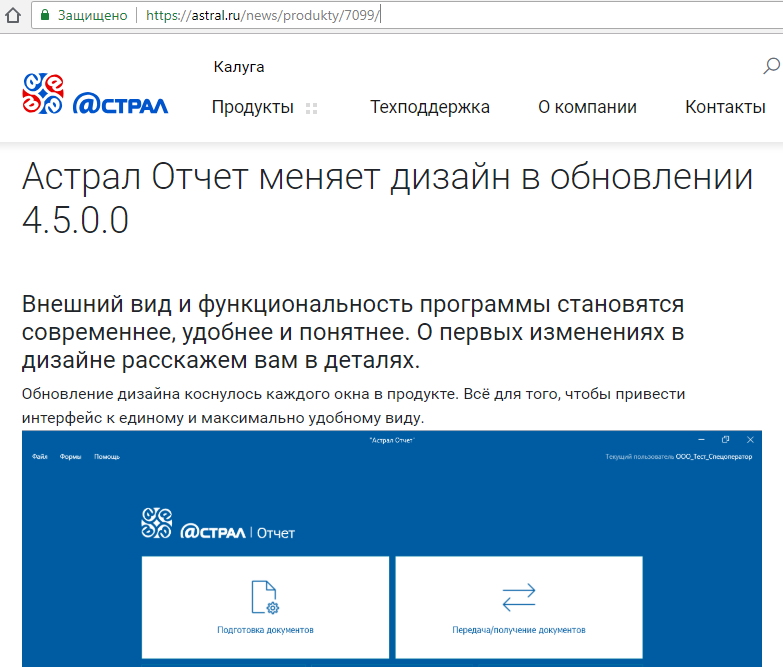 Защищено https://astral.ru/news/produkty/7099/
Калуга
@СТРАЛ
Продукты Техподдержка О компании Контакты
Астрал Отчет меняет дизайн в обновлении
4.5.0.0
Внешний вид и функциональность программы становятся
современнее, удобнее и понятнее. О первых изменениях в
дизайне расскажем вам в деталях.
Обновление дизайна коснулось каждого окна в продукте. Всё для того, чтобы привести
интерфейс к единому и максимально удобному виду.
"Астрал Отчет"
Файл Формы Помощь Текущий пользователь ООО_Тест_Спецоператор
@СТРАЛ | Отчет
Подготовка документов Передача/получение документов